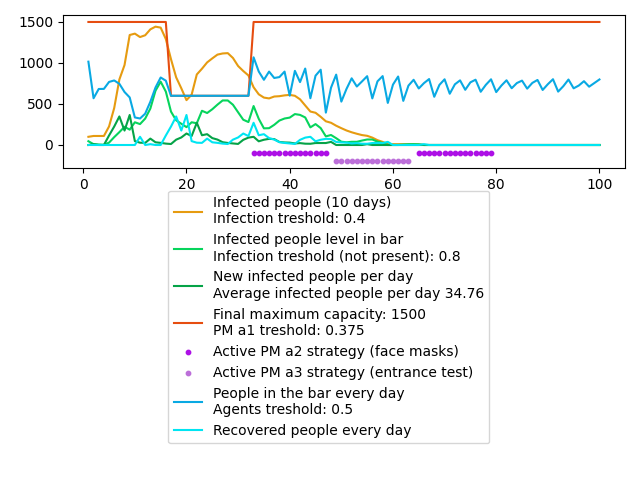 1500
1000
500
0
0
20
40
60
80
100
Infected people (10 days)
Infection treshold: 0.4
Infected people level in bar
Infection treshold (not present): 0.8
New infected people per day
Average infected people per day 34.76
Final maximum capacity: 1500
PM a1 treshold: 0.375
Active PM a2 strategy (face masks)
Active PM a3 strategy (entrance test)
People in the bar every day
Agents treshold: 0.5
Recovered people every day